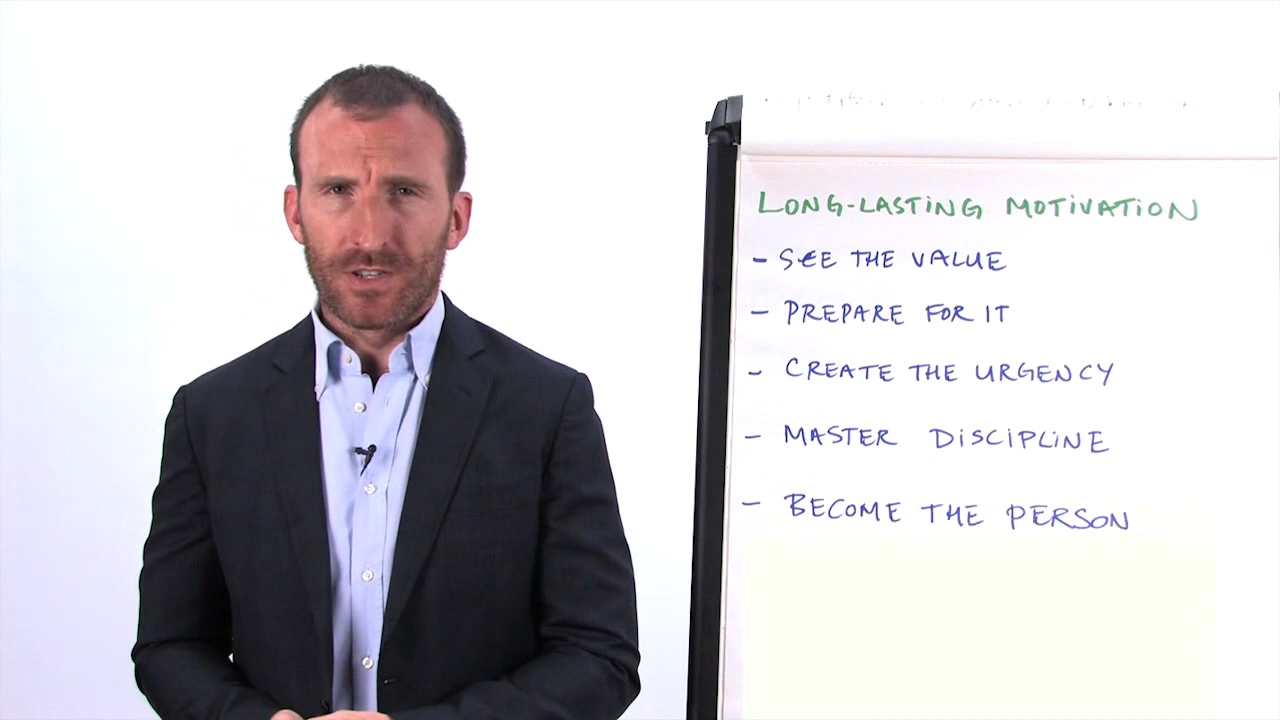 LONG-LASTING MOTIVATION
- SEE THE VALUE
- PREPARE FOR IT
- CREATE THE URGENCY
- MASTER DISCIPLINE
- BECOME THE PERSON